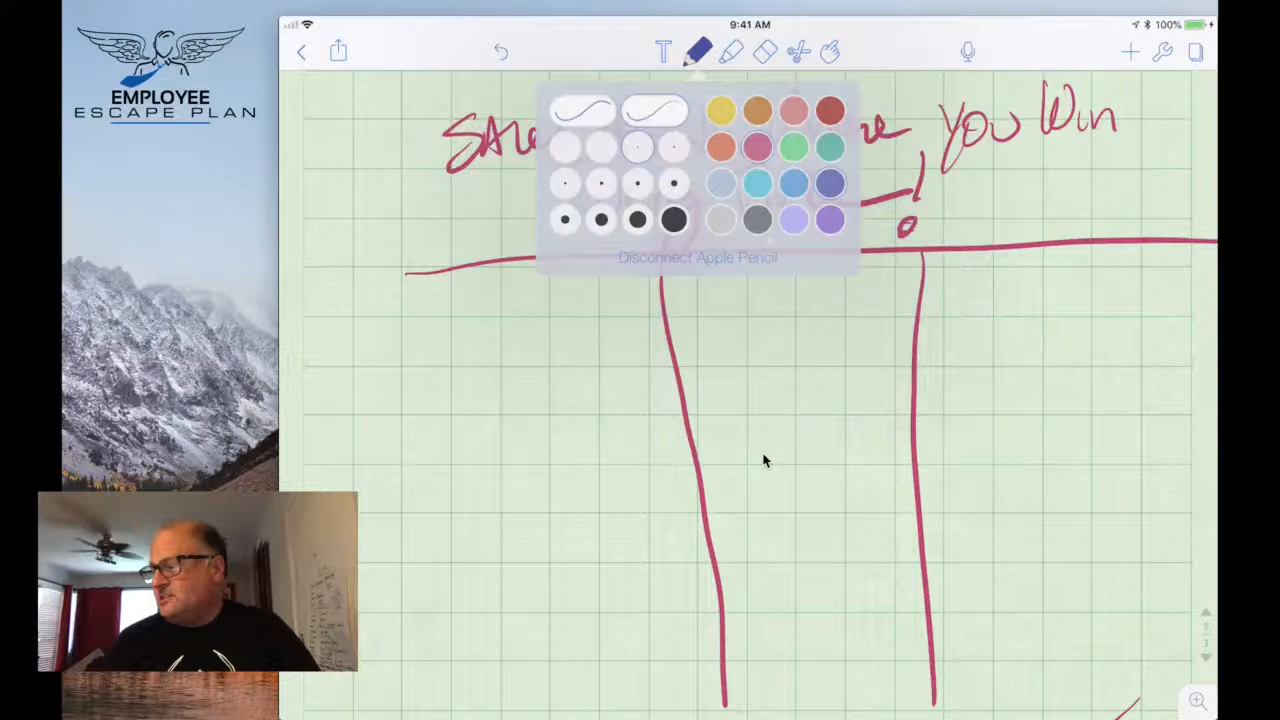 9:41 AM
100%
T
EMPLOYEE
ESCAPE PLAN
You Win
!
Disconnect Apple Pencil